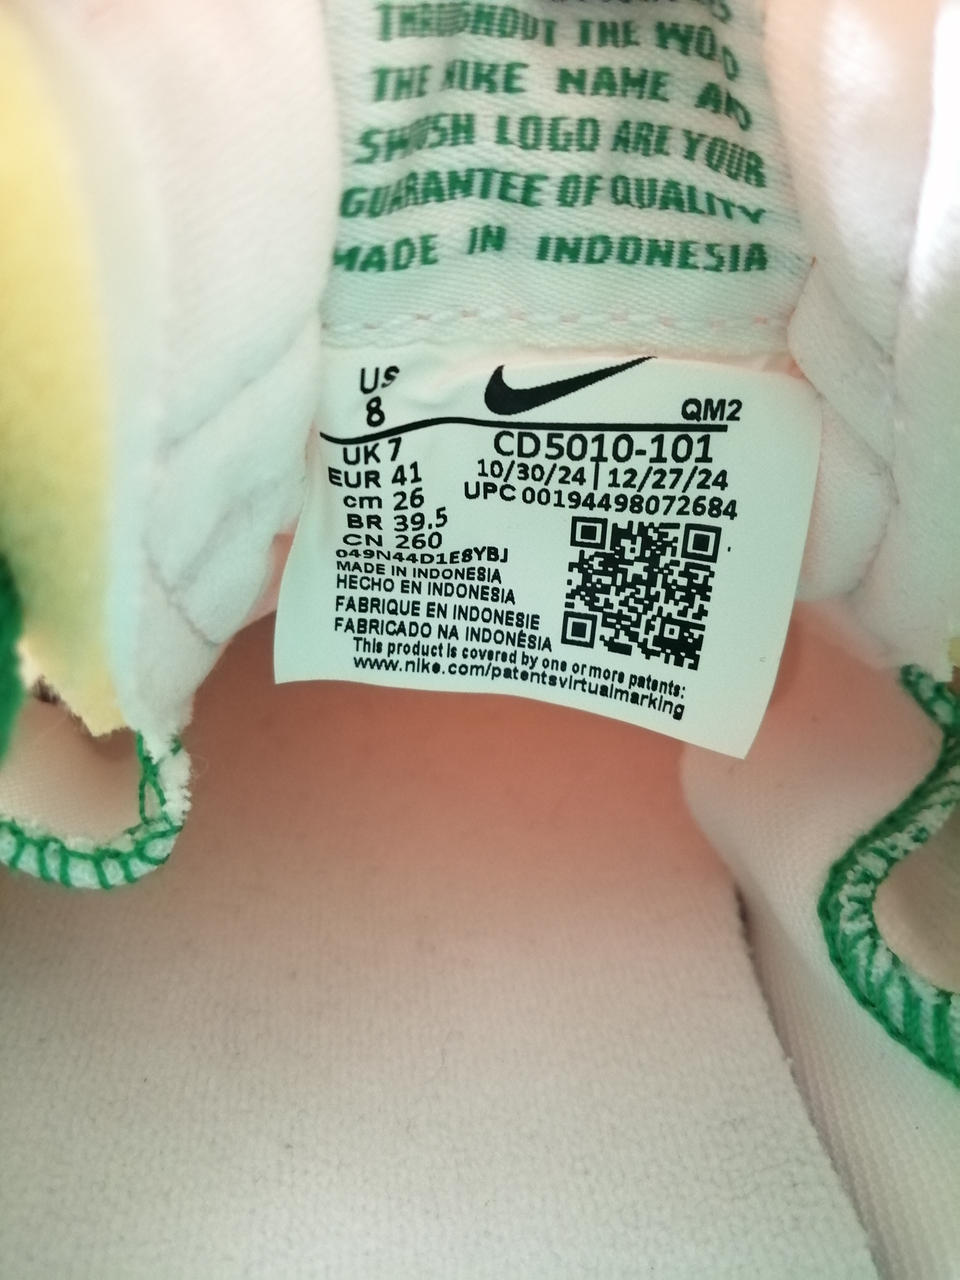 THROUGHOUT THE WO
THE NIKE NAME AND
SWOOSH LOGO ARE YOUR
GUARANTEE OF QUALITY
MADE IN INDONESIA
US
8
QM2
UK 7
EUR 41
cm 26
BR 39.5
CN 260
CD5010-101
10/30/24 | 12/27/24
UPC 00194498072684
049N44D1E8YBJ
MADE IN INDONESIA
HECHO EN INDONESIA
FABRIQUE EN INDONESIE
FABRICADO NA INDONÉSIA
This product is covered by one or more patents:
www.nike.com/patentsvirtualmarking